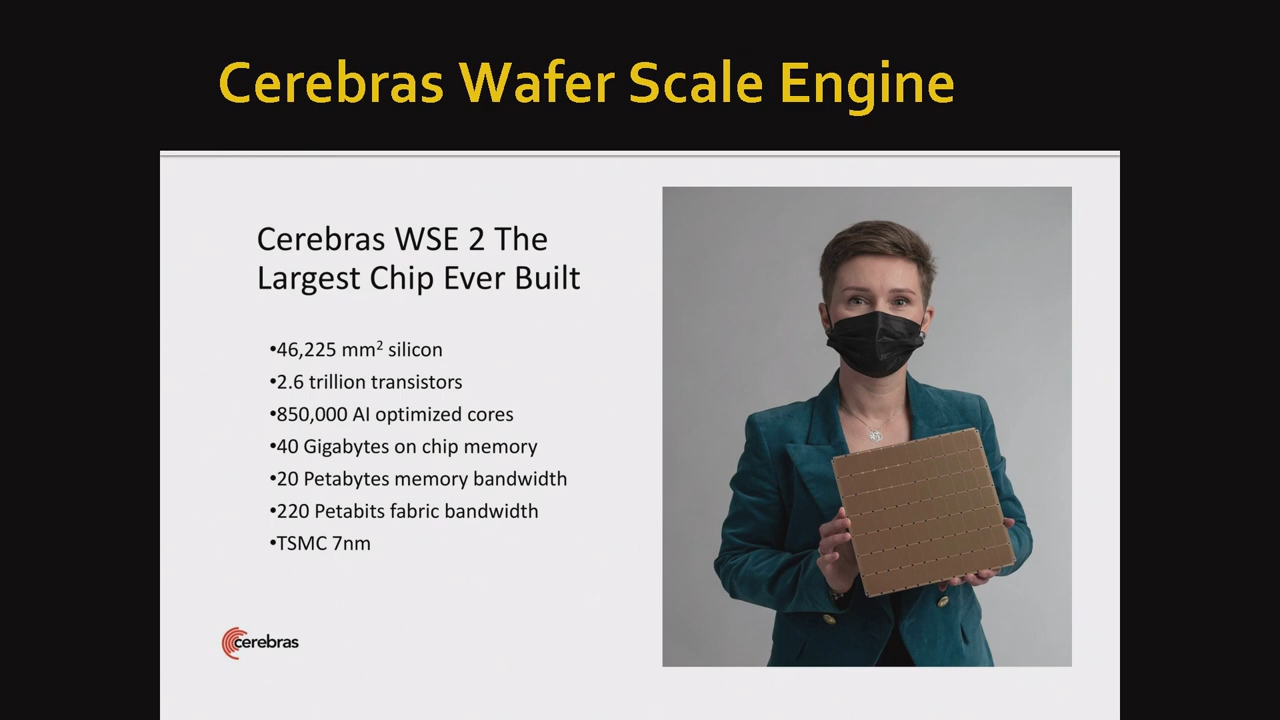 Cerebras Wafer Scale Engine
Cerebras WSE 2 The
Largest Chip Ever Built
•46,225 mm² silicon
•2.6 trillion transistors
•850,000 AI optimized cores
•40 Gigabytes on chip memory
•20 Petabytes memory bandwidth
•220 Petabits fabric bandwidth
•TSMC 7nm
cerebras